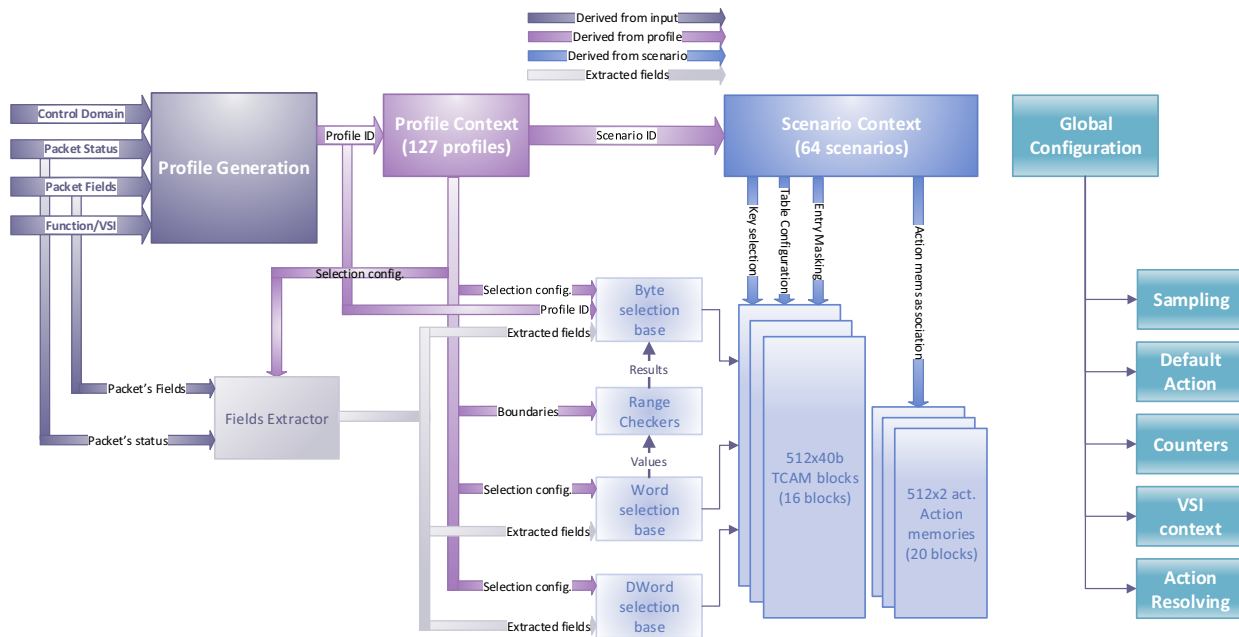 Derived from input
Derived from profile
Derived from scenario
Extracted fields
Control Domain
Packet Status
Packet Fields
Function/VSI
Profile Generation
Profile ID
Profile Context
(127 profiles)
Scenario ID
Scenario Context
(64 scenarios)
Global
Configuration
Key selection
Table Configuration
Entry Masking
Action mems association
Selection config.
Selection config.
Profile ID
Extracted fields
Byte
selection
base
Results
Packet's Fields
Packet's status
Fields Extractor
Boundaries
Range
Checkers
Values
Selection config.
Extracted fields
Word
selection
base
Selection config.
Extracted fields
DWord
selection
base
512x40b
TCAM blocks
(16 blocks)
512x2 act.
Action
memories
(20 blocks)
Sampling
Default
Action
Counters
VSI
context
Action
Resolving